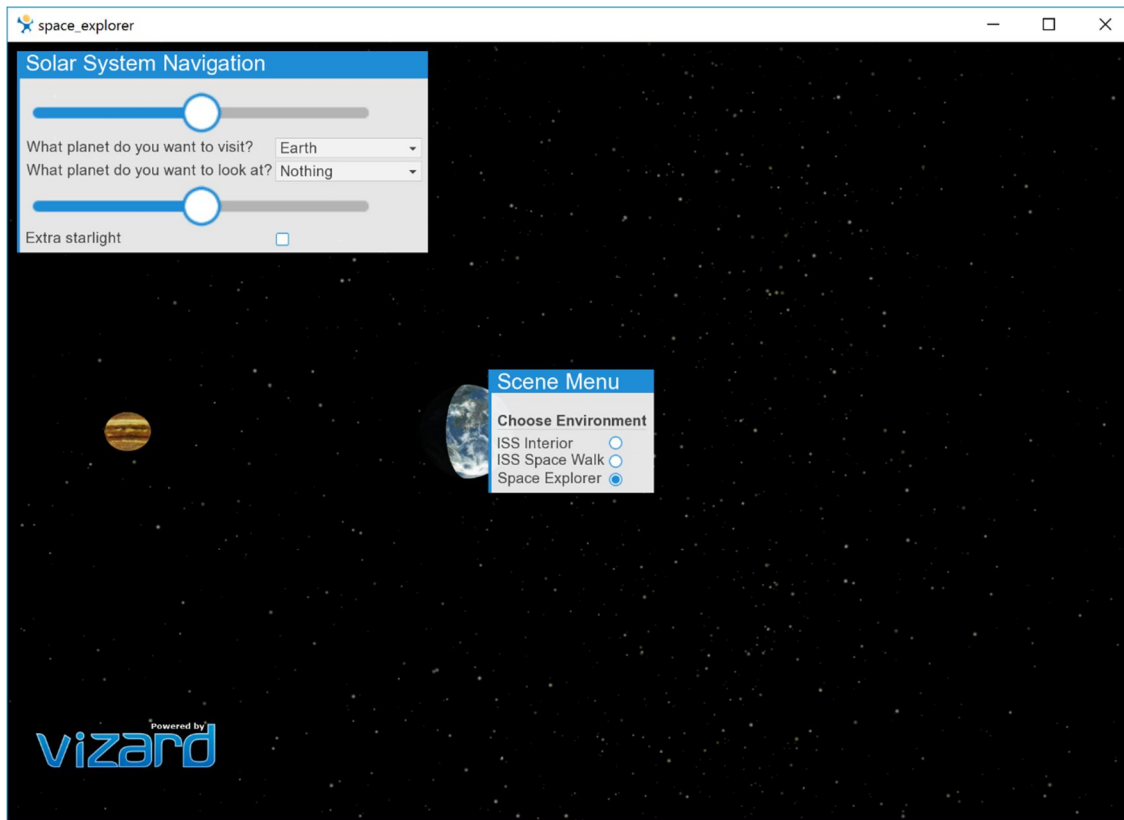 space_explorer
Solar System Navigation
What planet do you want to visit? Earth
What planet do you want to look at? Nothing
Extra starlight
Scene Menu
Choose Environment
ISS Interior
ISS Space Walk
Space Explorer
Powered by
vizard